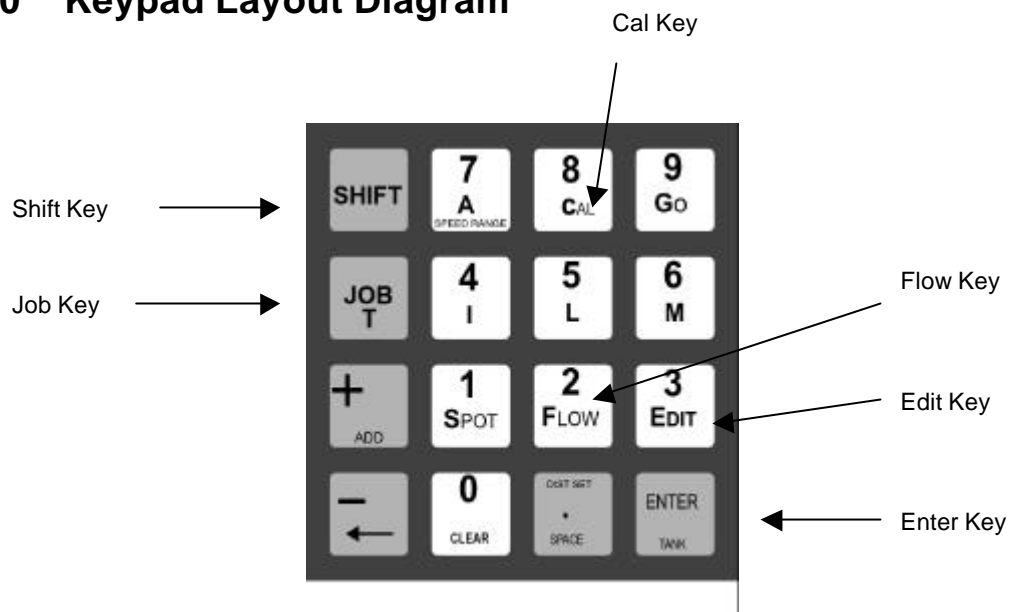 0 Keypad Layout Diagram
Cal Key
SHIFT
7
A
SPEED RANGE
8
CAL
9
GO
Shift Key
JOB
T
4
I
5
L
6
M
Job Key
Flow Key
+
ADD
1
SPOT
2
FLOW
3
EDIT
Edit Key
–
←
0
CLEAR
DIST SET
.
SPACE
ENTER
TANK
Enter Key